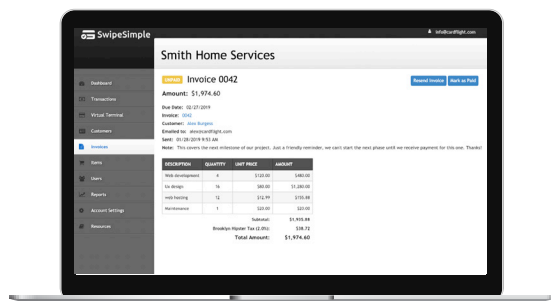 SwipeSimple
info@cardflight.com
Smith Home Services
UNPAID Invoice 0042
Resend Invoice Mark as Paid
Amount: $1,974.60
Due Date: 02/27/2019
Invoice: 0042
Customer: Jess Burgess
Emailed to: alex@cardflight.com
Sent: 01/28/2019 9:53 AM
Note: This covers the next milestone of our project. Just a friendly reminder, we can't start the next phase until we receive payment for this one. Thanks!
Dashboard
Transactions
Virtual Terminal
Customers
Invoices
Items
Users
Reports
Account Settings
Resources
DESCRIPTION QUANTITY UNIT PRICE AMOUNT
Web development 4 $120.00 $480.00
Ux design 16 $80.00 $1,280.00
Web hosting 12 $12.99 $155.88
Maintenance 1 $20.00 $20.00
Subtotal: $1,935.88
Brooklyn Hipster Tax (2.0%): $38.72
Total Amount: $1,974.60